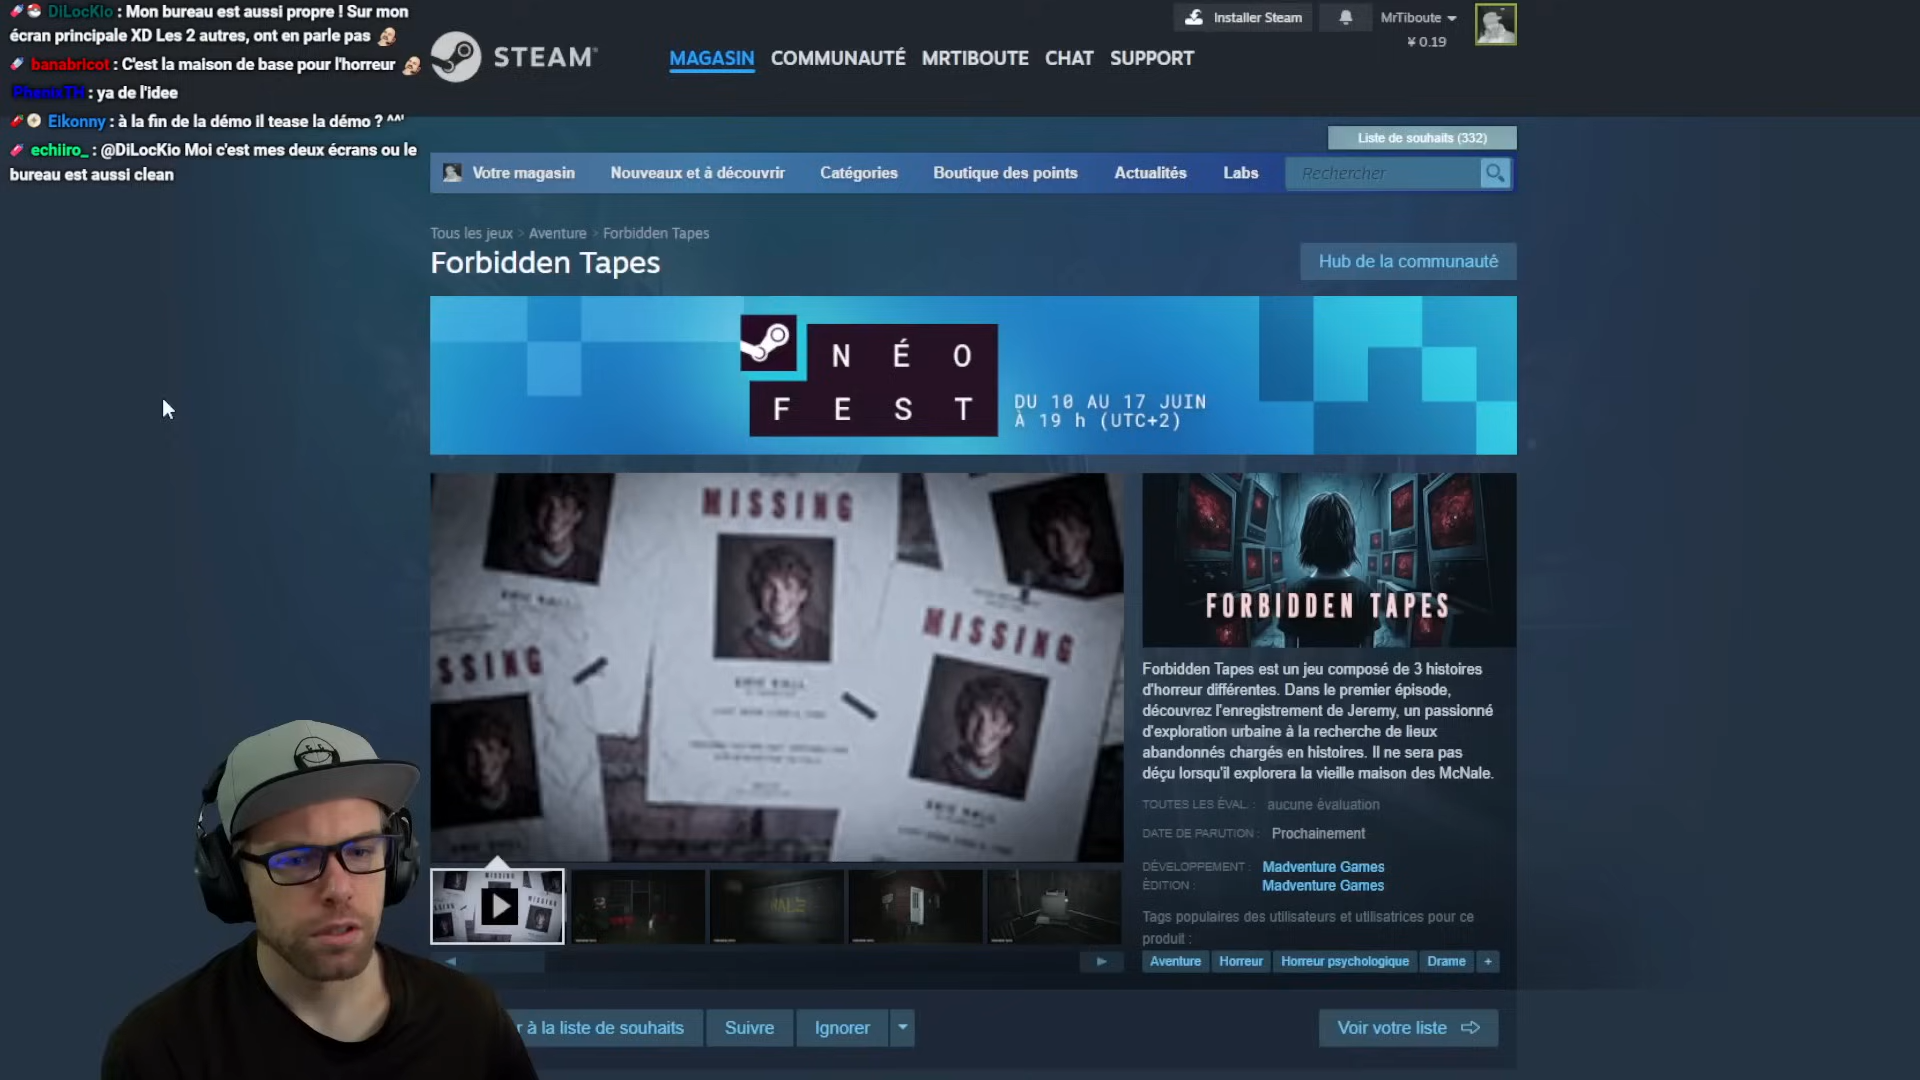 DiLocKio : Mon bureau est aussi propre ! Sur mon
écran principale XD Les 2 autres, ont en parle pas
banabricot : C'est la maison de base pour l'horreur
PhenixTH : ya de l'idee
Eikonny : à la fin de la démo il tease la démo ? ^^'
echiiro_ : @DiLocKio Moi c'est mes deux écrans ou le
bureau est aussi clean
STEAM
MAGASIN COMMUNAUTÉ MRTIBOUTE CHAT SUPPORT
Installer Steam
MrTiboute
¥ 0.19
Liste de souhaits (332)
Votre magasin Nouveaux et à découvrir Catégories Boutique des points Actualités Labs Rechercher
Tous les jeux > Aventure > Forbidden Tapes
Forbidden Tapes
Hub de la communauté
NÉO
FEST
DU 10 AU 17 JUIN
À 19 h (UTC+2)
MISSING
MISSING
SSING
FORBIDDEN TAPES
Forbidden Tapes est un jeu composé de 3 histoires
d'horreur différentes. Dans le premier épisode,
découvrez l'enregistrement de Jeremy, un passionné
d'exploration urbaine à la recherche de lieux
abandonnés chargés en histoires. Il ne sera pas
déçu lorsqu'il explorera la vieille maison des McNale.
TOUTES LES ÉVAL. : aucune évaluation
DATE DE PARUTION : Prochainement
DÉVELOPPEMENT : Madventure Games
ÉDITION : Madventure Games
Tags populaires des utilisateurs et utilisatrices pour ce
produit :
Aventure Horreur Horreur psychologique Drame +
r à la liste de souhaits Suivre Ignorer
Voir votre liste